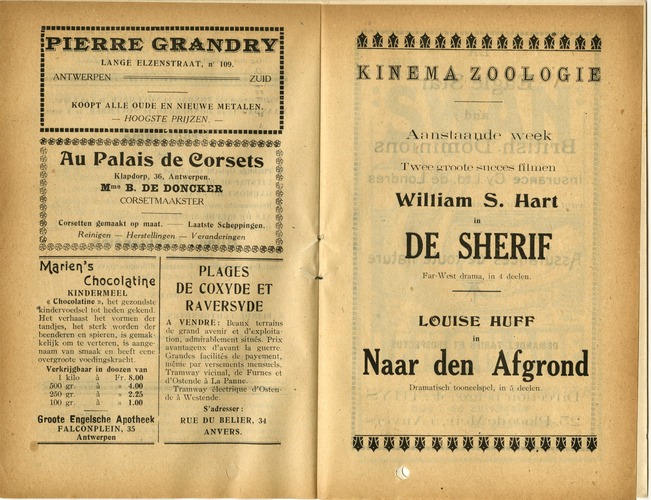 PIERRE GRANDRY
LANGE ELZENSTRAAT, nr 109.
ANTWERPEN ZUID
KOOPT ALLE OUDE EN NIEUWE METALEN.
— HOOGSTE PRIJZEN. —
Au Palais de Corsets
Klapdorp, 36, Antwerpen.
Mme B. DE DONCKER
CORSETMAAKSTER
Corsetten gemaakt op maat. — Laatste Scheppingen.
Reinigen — Herstellingen — Veranderingen
Marien's
Chocolatine
KINDERMEEL
« Chocolatine », het gezondste
kindervoedsel tot heden gekend.
Het verhaast het vormen der
tandjes, het sterk worden der
beenderen en spieren, is gemak-
kelijk om te verteren, is aange-
naam van smaak en heeft eene
overgroote voedingskracht.
Verkrijgbaar in doozen van
1 kilo à Fr. 8.00
500 gr. à » 4.00
250 gr. à » 2.25
100 gr. à » 1.00
Groote Engelsche Apotheek
FALCONPLEIN, 35
Antwerpen
PLAGES
DE COXYDE ET
RAVERSYDE
A VENDRE: Beaux terrains
de grand avenir et d'exploita-
tion, admirablement situés. Prix
avantageux d'avant la guerre.
Grandes facilités de payement,
même par versements mensuels.
Tramway vicinal, de Furnes et
d'Ostende à La Panne.
Tramway électrique d'Osten-
de à Westende.
S'adresser:
RUE DU BELIER, 34
ANVERS.
KINEMA ZOOLOGIE
Aanstaande week
Twee groote succes filmen
William S. Hart
in
DE SHERIF
Far-West drama, in 4 deelen.
LOUISE HUFF
in
Naar den Afgrond
Dramatisch tooneelspel, in 5 deelen.